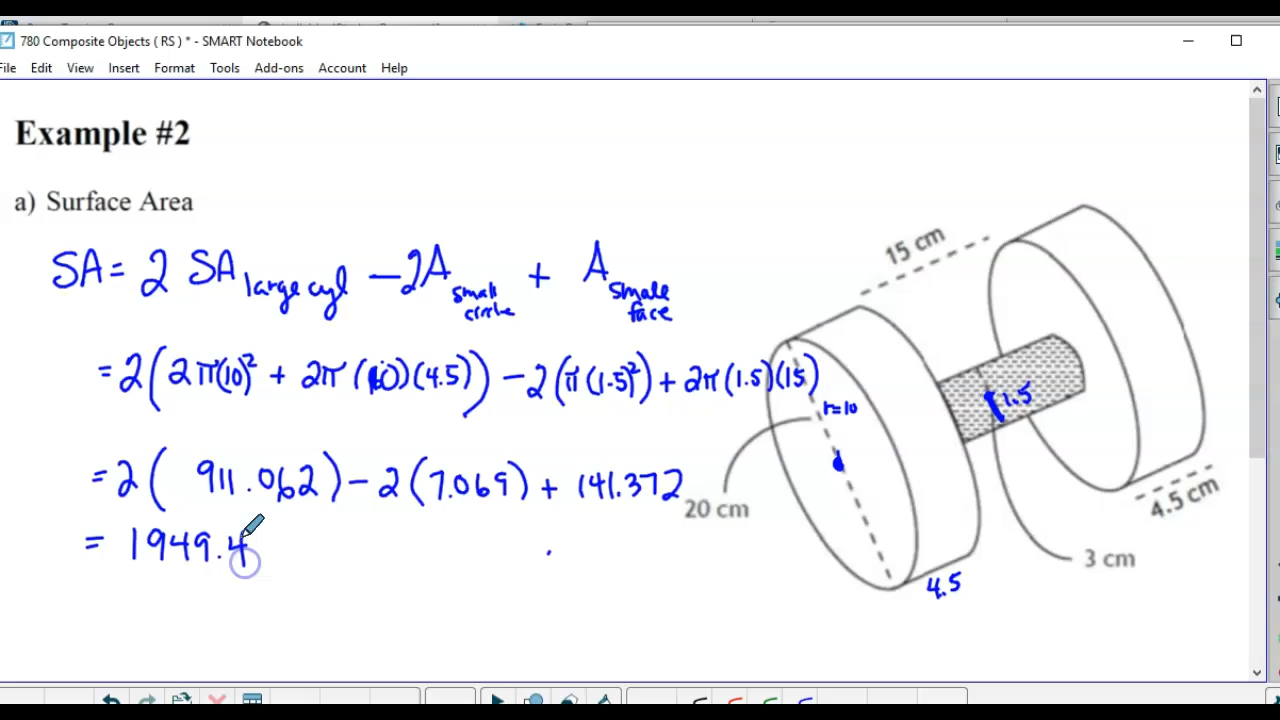 780 Composite Objects ( RS ) * - SMART Notebook
File Edit View Insert Format Tools Add-ons Account Help
Example #2
a) Surface Area
SA = 2 SA large cyl - 2A small circle + A small face
= 2(2π(10)² + 2π(10)(4.5)) - 2(π(1.5)²) + 2π(1.5)(15)
= 2(911.062) - 2(7.069) + 141.372
= 1949.4
15 cm
1.5
r=10
20 cm
4.5 cm
3 cm
4.5